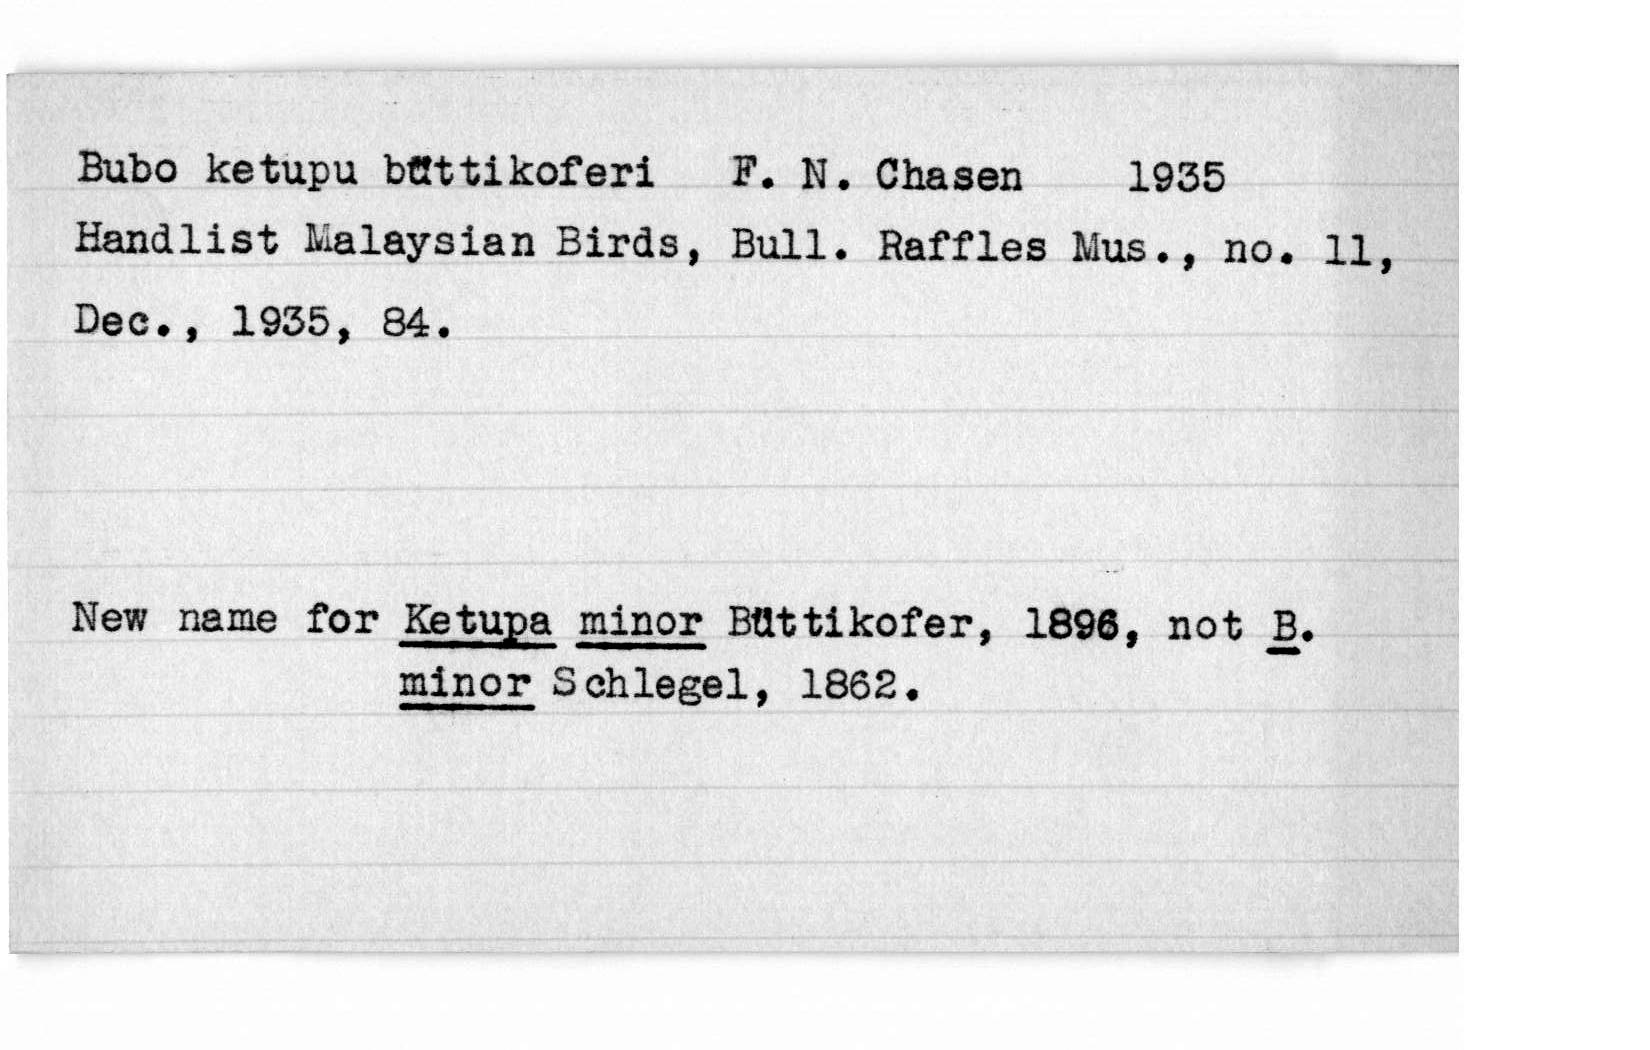 Bubo ketupu büttikoferi F. N. Chasen 1935
Handlist Malaysian Birds, Bull. Raffles Mus., no. 11,
Dec., 1935, 84.
New name for Ketupa minor Büttikofer, 1896, not B.
minor Schlegel, 1862.